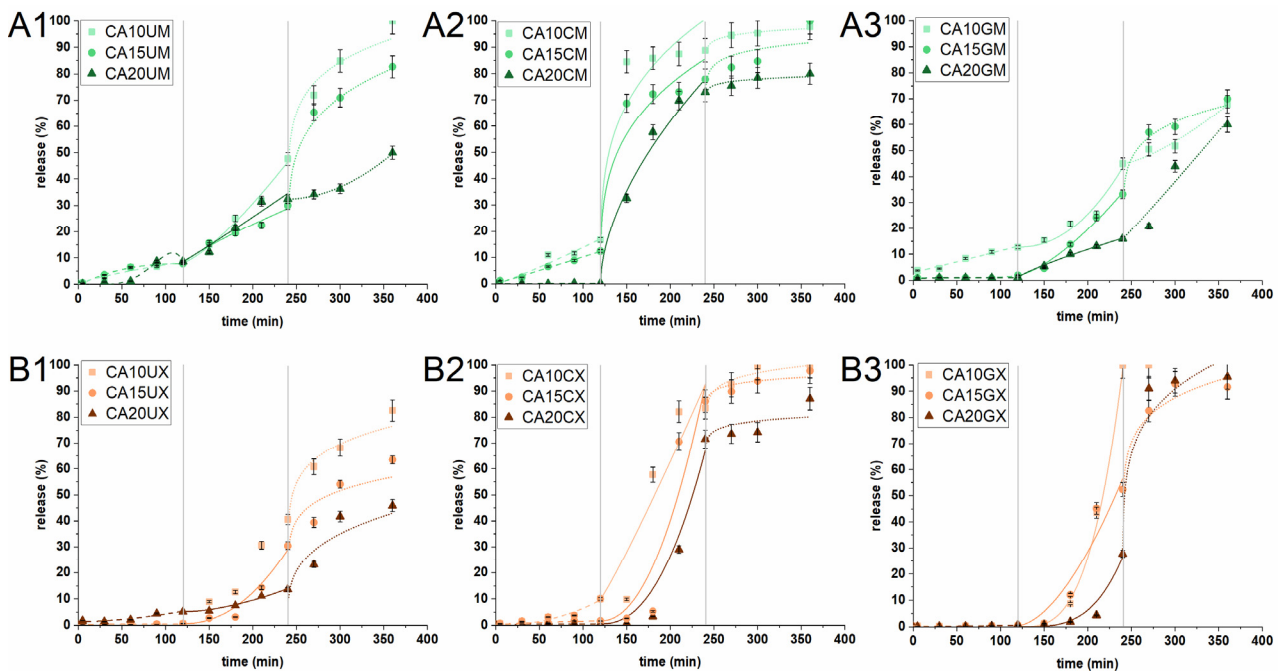 A1
CA10UM
CA15UM
CA20UM
release (%)
100
90
80
70
60
50
40
30
20
10
0
0 50 100 150 200 250 300 350 400
time (min)
A2
CA10CM
CA15CM
CA20CM
release (%)
100
90
80
70
60
50
40
30
20
10
0
0 50 100 150 200 250 300 350 400
time (min)
A3
CA10GM
CA15GM
CA20GM
release (%)
100
90
80
70
60
50
40
30
20
10
0
0 50 100 150 200 250 300 350 400
time (min)
B1
CA10UX
CA15UX
CA20UX
release (%)
100
90
80
70
60
50
40
30
20
10
0
0 50 100 150 200 250 300 350 400
time (min)
B2
CA10CX
CA15CX
CA20CX
release (%)
100
90
80
70
60
50
40
30
20
10
0
0 50 100 150 200 250 300 350 400
time (min)
B3
CA10GX
CA15GX
CA20GX
release (%)
100
90
80
70
60
50
40
30
20
10
0
0 50 100 150 200 250 300 350 400
time (min)